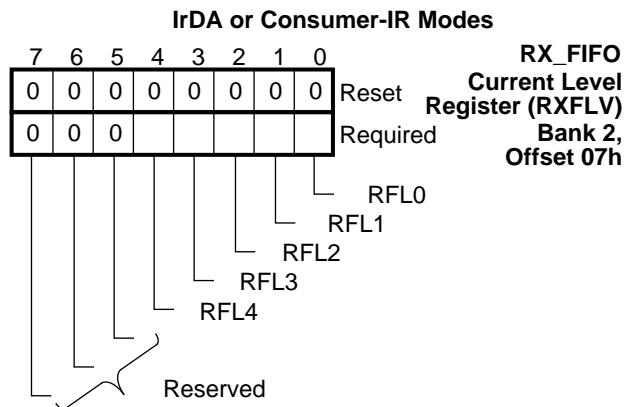 IrDA or Consumer-IR Modes
7 6 5 4 3 2 1 0
RX_FIFO
Current Level
Register (RXFLV)
Bank 2,
Offset 07h
0 0 0 0 0 0 0 0 Reset
0 0 0 Required
RFL0
RFL1
RFL2
RFL3
RFL4
Reserved